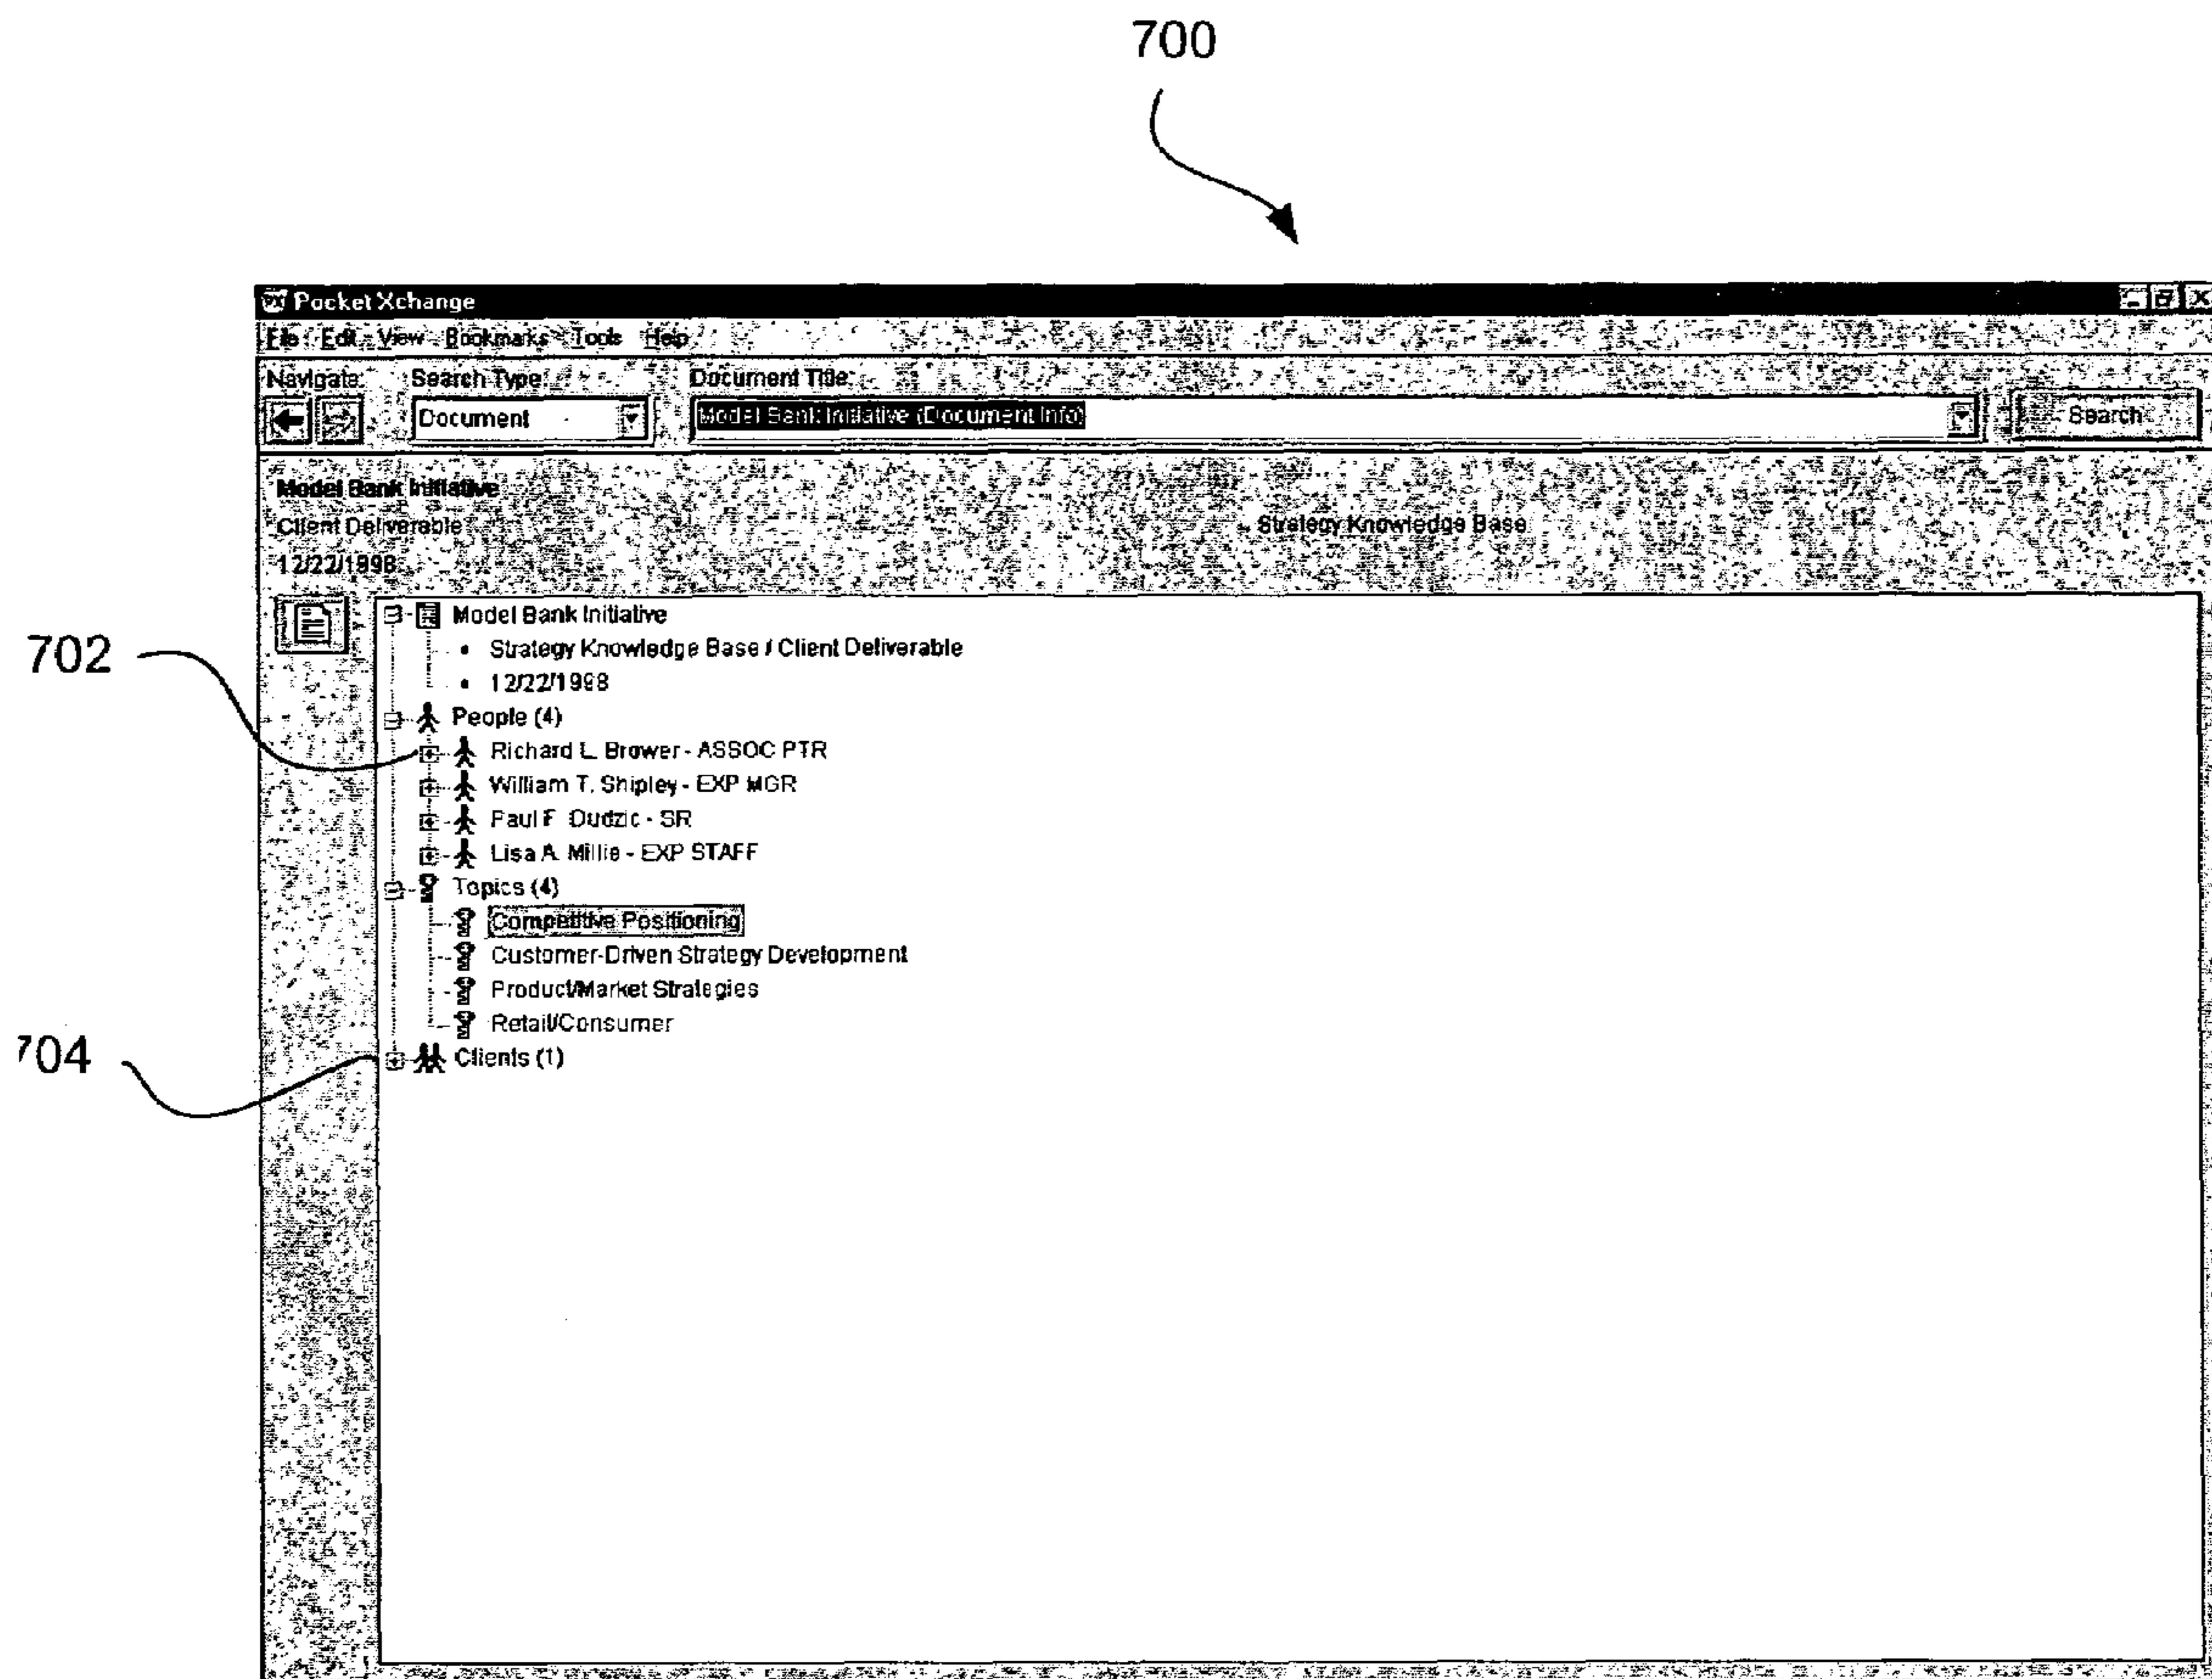 700
Pocket Xchange
File Edit View Bookmarks Tools Help
Navigate: Search Type: Document Title:
Document Model Bank Initiative (Document Info) Search
Model Bank Initiative
Client Deliverable Strategy Knowledge Base
12/22/1998
Model Bank Initiative
702
• Strategy Knowledge Base / Client Deliverable
• 12/22/1998
People (4)
Richard L. Brower - ASSOC PTR
William T. Shipley - EXP MGR
Paul F Dudzic - SR
Lisa A. Millis - EXP STAFF
Topics (4)
Competitive Positioning
Customer-Driven Strategy Development
Product/Market Strategies
Retail/Consumer
704
Clients (1)